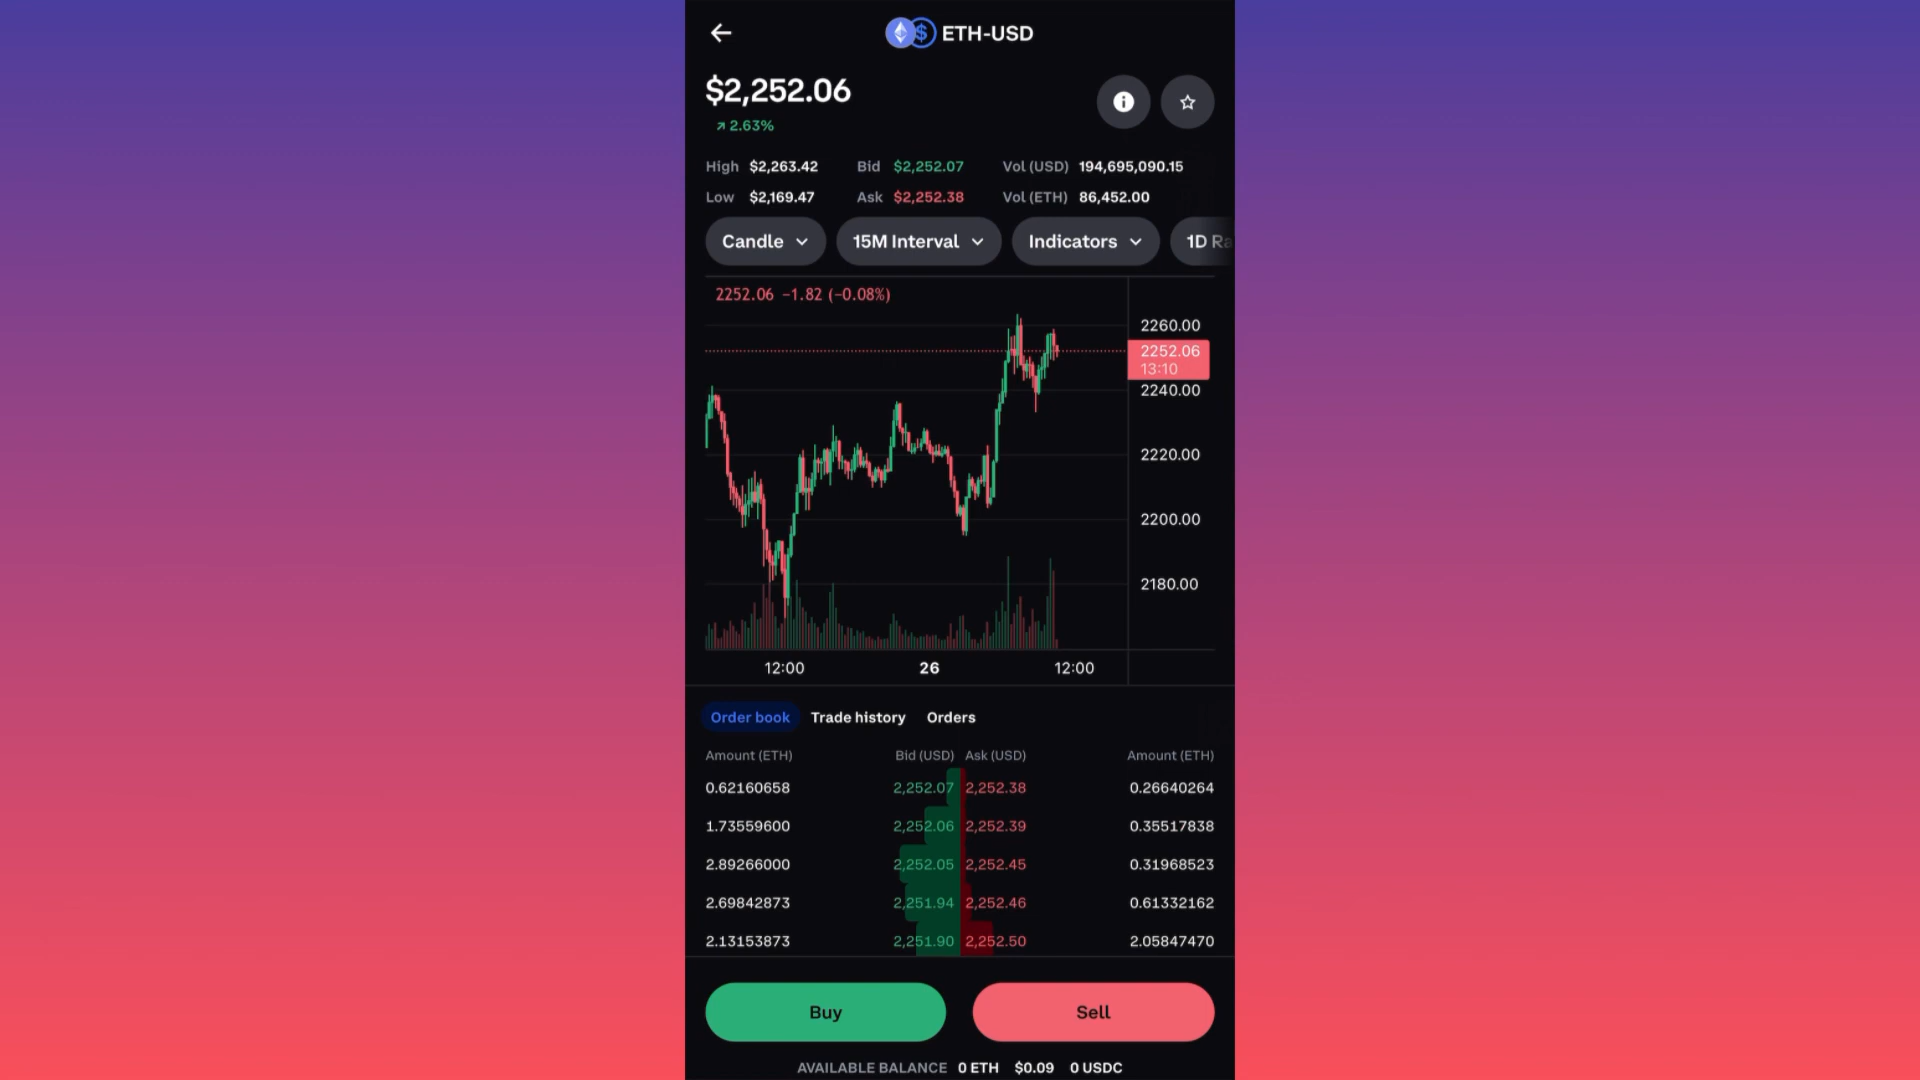 ETH-USD
$2,252.06
↗ 2.63%
High $2,263.42 Bid $2,252.07 Vol (USD) 194,695,090.15
Low $2,169.47 Ask $2,252.38 Vol (ETH) 86,452.00
Candle 15M Interval Indicators 1D Ra
2252.06 −1.82 (−0.08%)
2260.00
2252.06
13:10
2240.00
2220.00
2200.00
2180.00
12:00 26 12:00
Order book Trade history Orders
Amount (ETH) Bid (USD) Ask (USD) Amount (ETH)
0.62160658 2,252.07 2,252.38 0.26640264
1.73559600 2,252.06 2,252.39 0.35517838
2.89266000 2,252.05 2,252.45 0.31968523
2.69842873 2,251.94 2,252.46 0.61332162
2.13153873 2,251.90 2,252.50 2.05847470
Buy Sell
AVAILABLE BALANCE 0 ETH $0.09 0 USDC